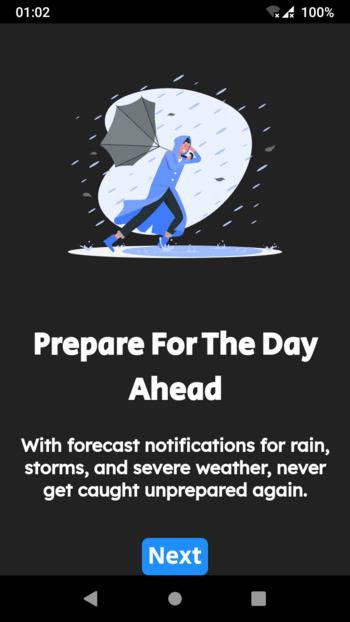 01:02
100%
Prepare For The Day
Ahead
With forecast notifications for rain,
storms, and severe weather, never
get caught unprepared again.
Next